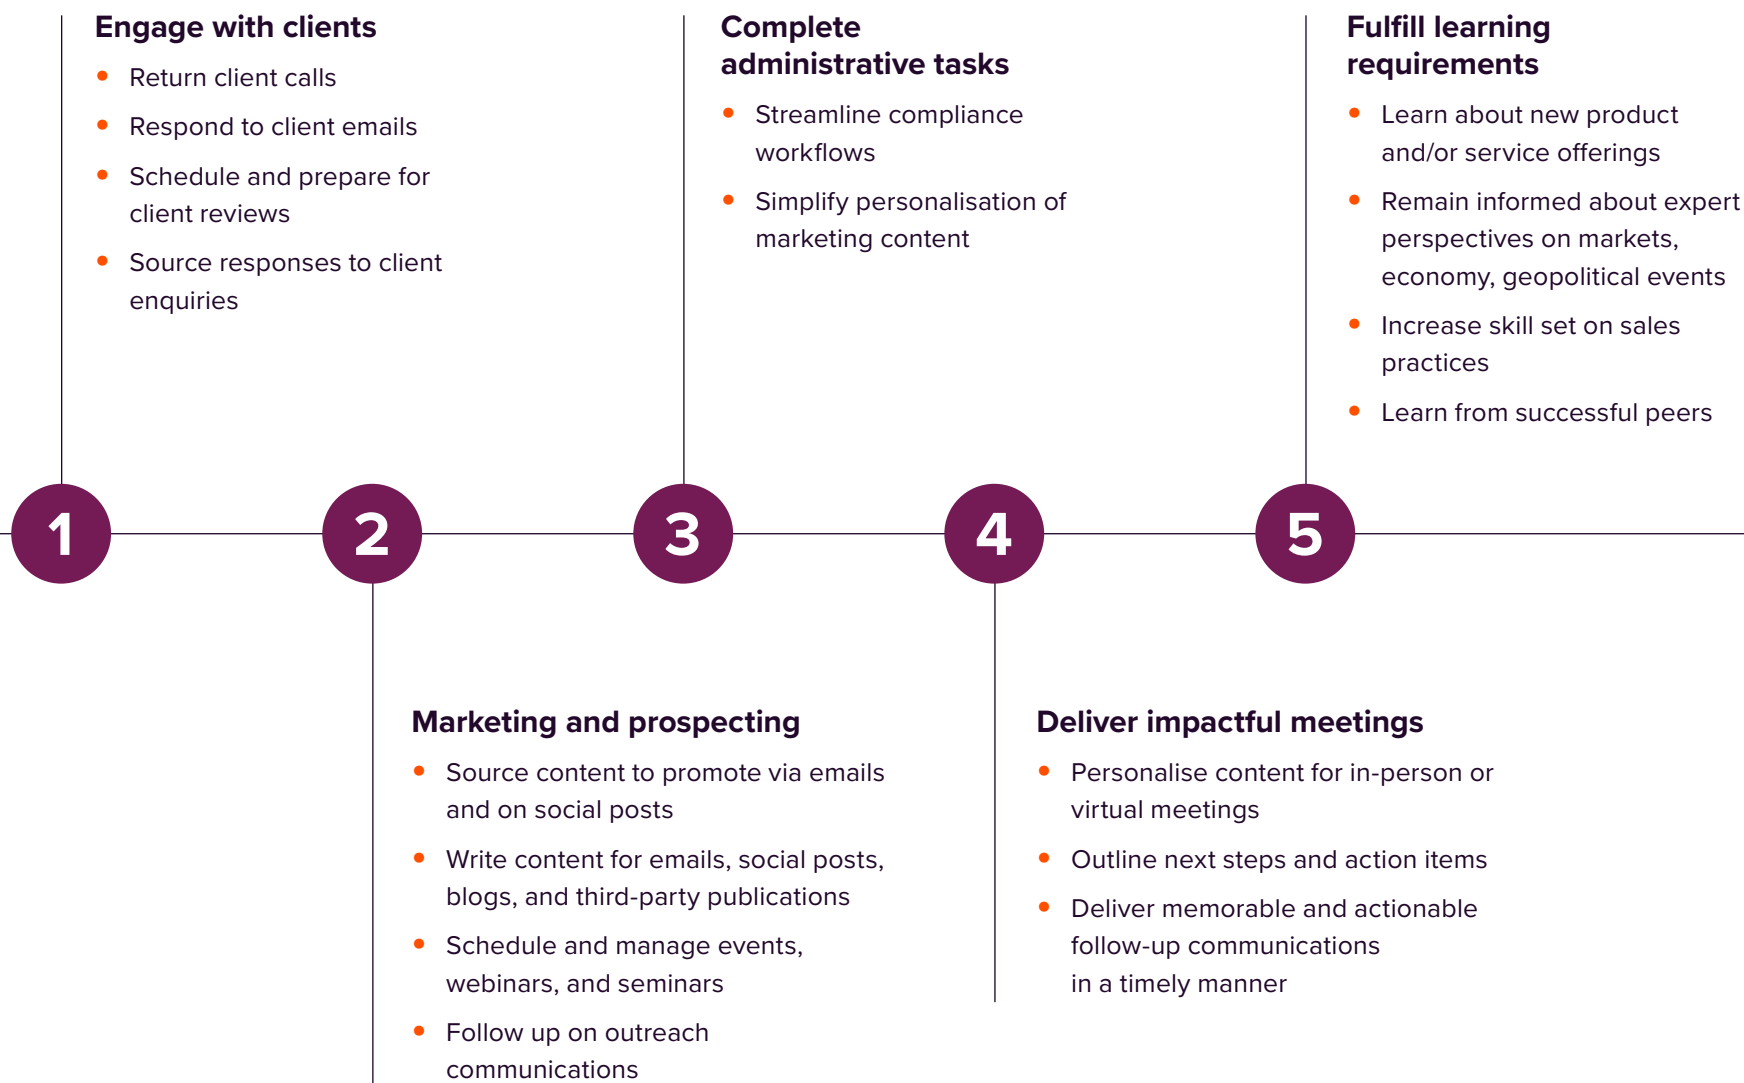 Engage with clients
Return client calls
Respond to client emails
Schedule and prepare for
client reviews
Source responses to client
enquiries
Complete
administrative tasks
Streamline compliance
workflows
Simplify personalisation of
marketing content
Fulfill learning
requirements
Learn about new product
and/or service offerings
Remain informed about expert
perspectives on markets,
economy, geopolitical events
Increase skill set on sales
practices
Learn from successful peers
1
2
3
4
5
Marketing and prospecting
Source content to promote via emails
and on social posts
Write content for emails, social posts,
blogs, and third-party publications
Schedule and manage events,
webinars, and seminars
Follow up on outreach
communications
Deliver impactful meetings
Personalise content for in-person or
virtual meetings
Outline next steps and action items
Deliver memorable and actionable
follow-up communications
in a timely manner